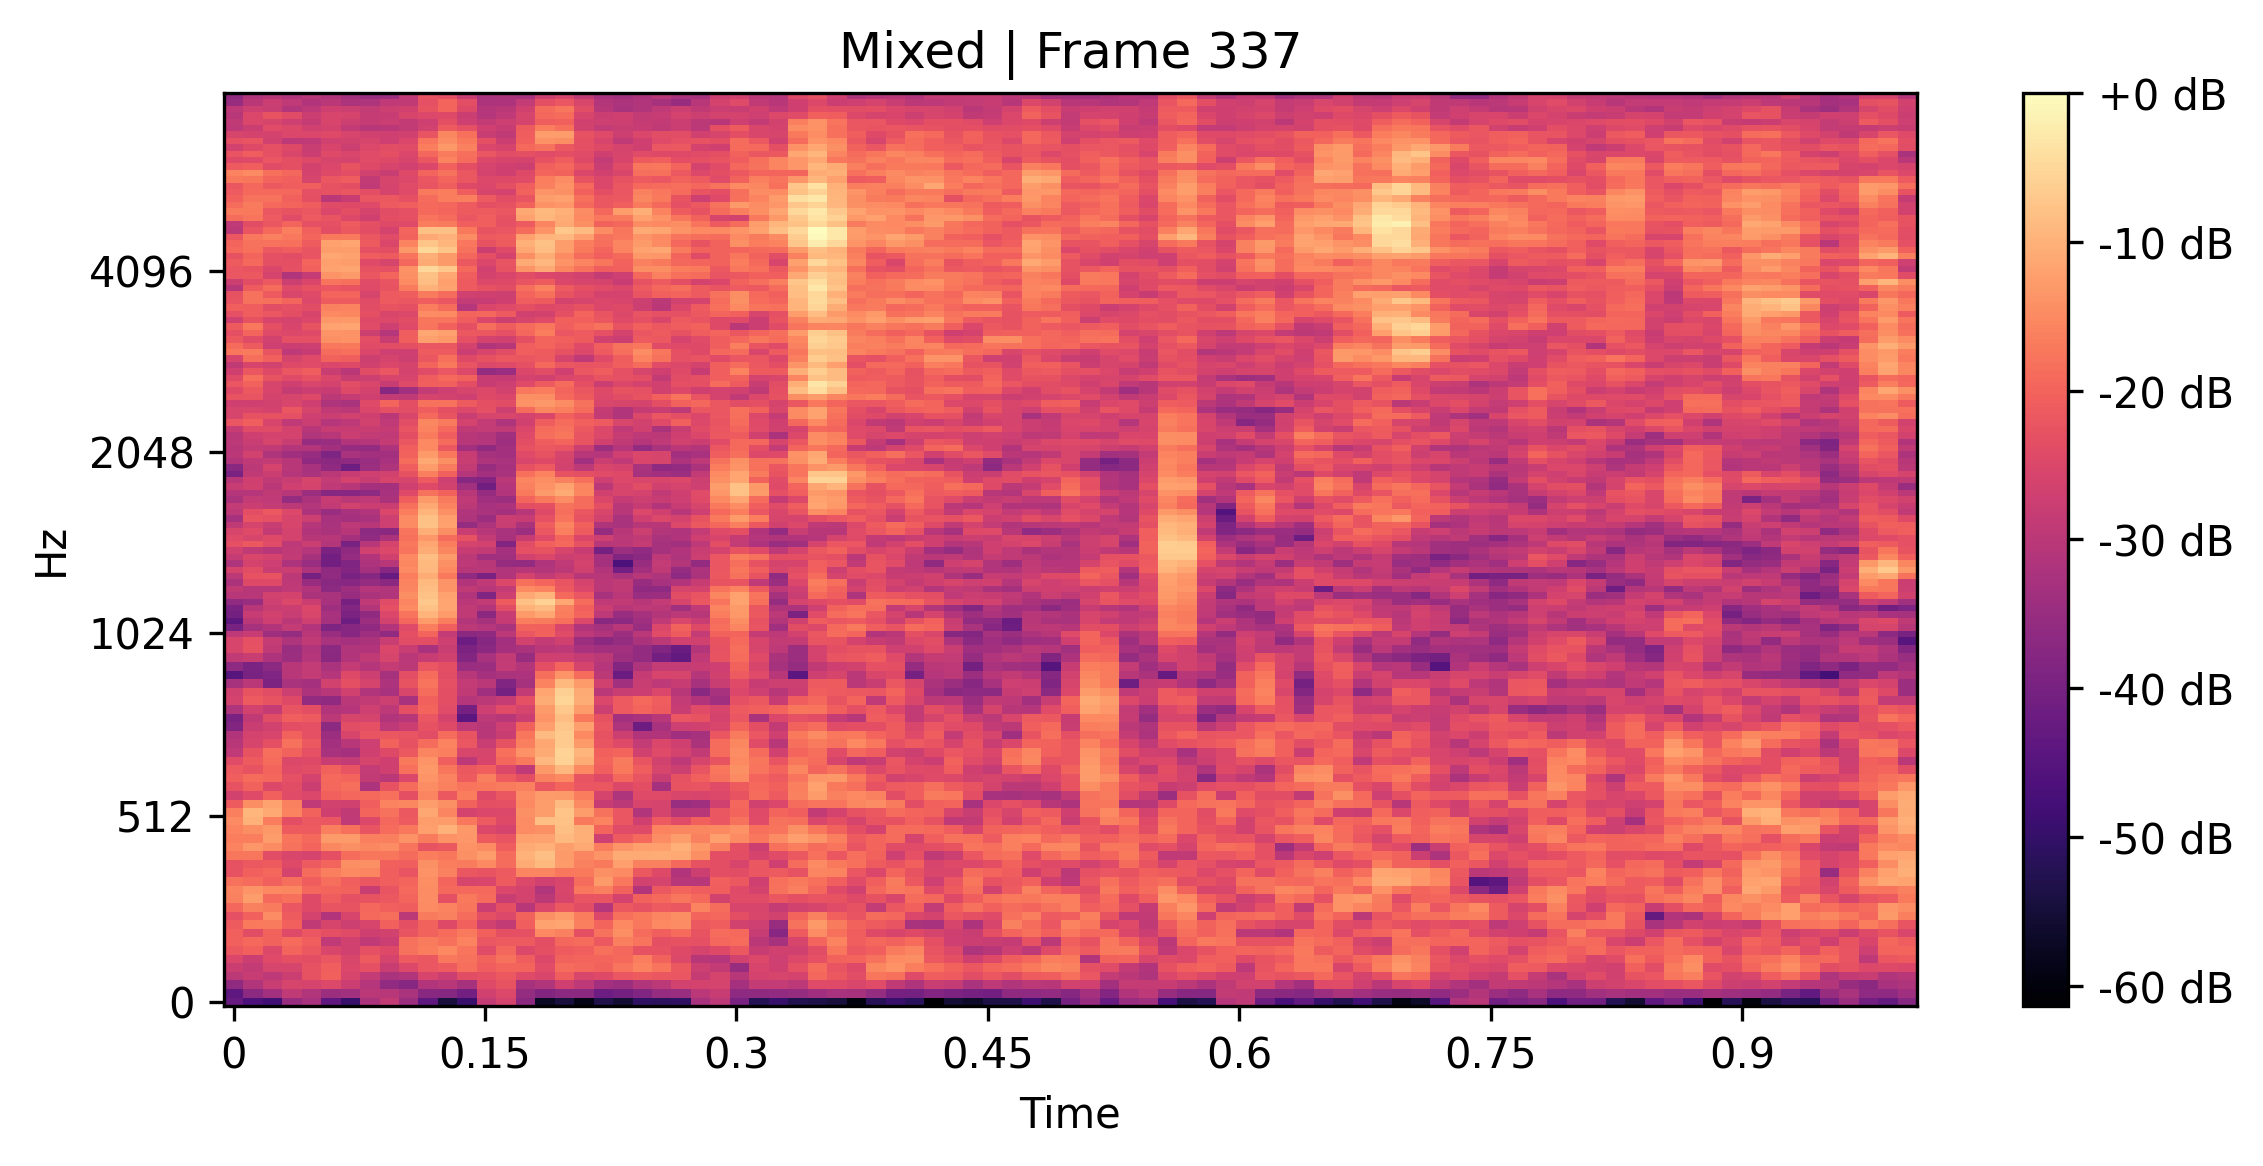 Mixed | Frame 337
+0 dB
-10 dB
-20 dB
-30 dB
-40 dB
-50 dB
-60 dB
4096
2048
1024
512
0
Hz
0 0.15 0.3 0.45 0.6 0.75 0.9
Time